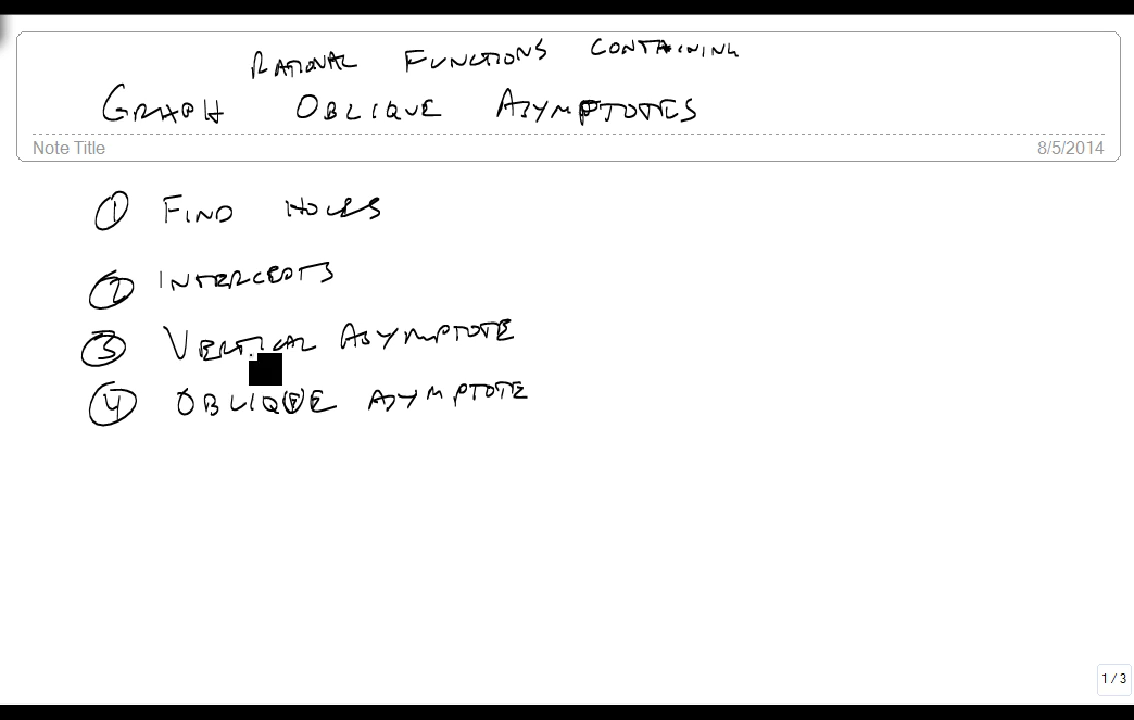 RATIONAL FUNCTIONS CONTAINING
GRAPH OBLIQUE ASYMPTOTES
Note Title
8/5/2014
1 FIND HOLES
2 INTERCEPTS
3 VERTICAL ASYMPTOTE
4 OBLIQUE ASYMPTOTE
1 / 3